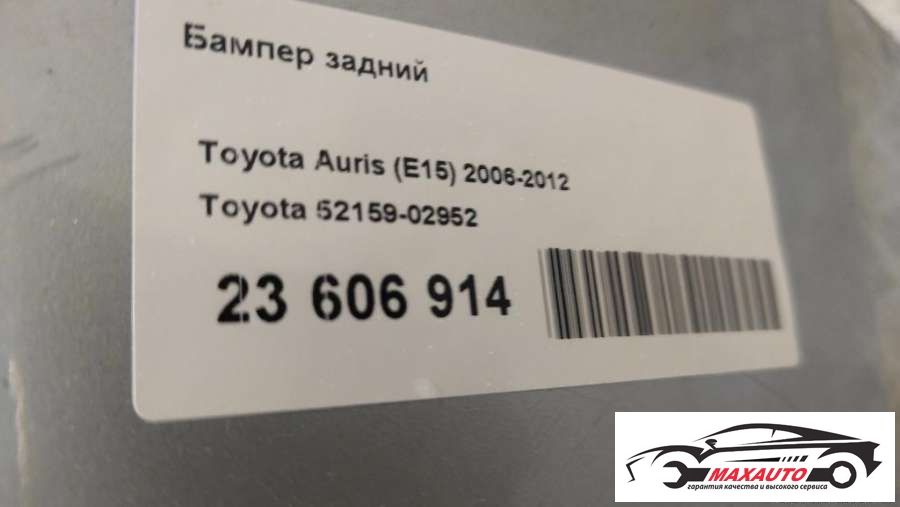 Бампер задний
Toyota Auris (E15) 2006-2012
Toyota 52159-02952
23 606 914
MAXAUTO
гарантия качества и высокого сервиса